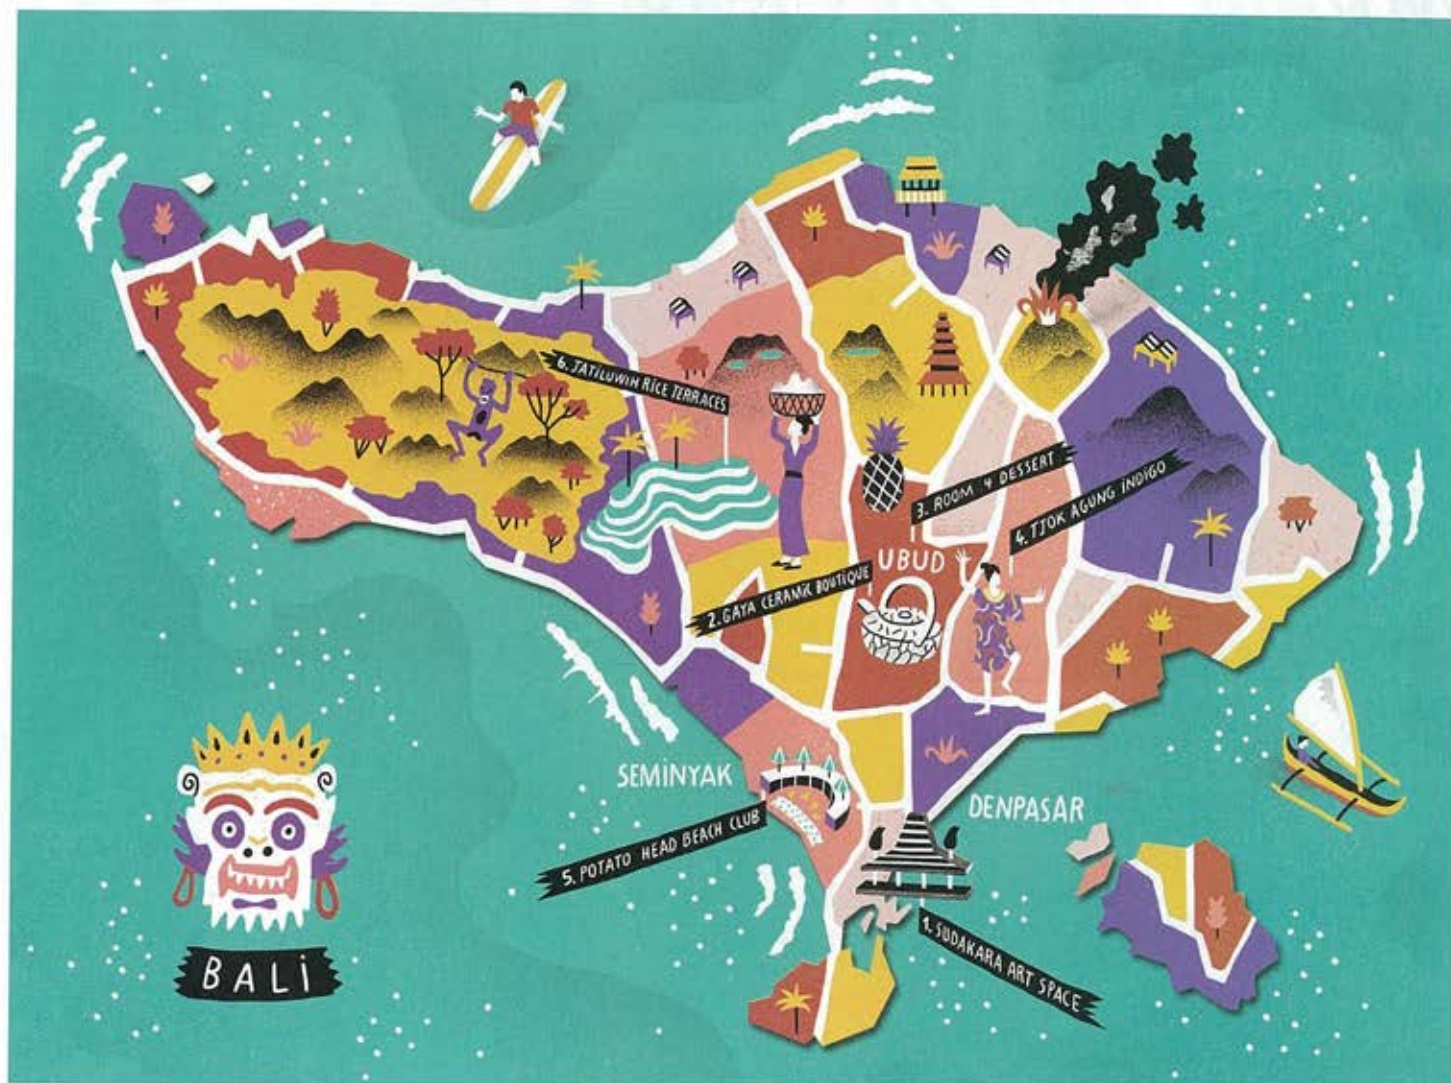 6. JATILUWIH RICE TERRACES
3. ROOM 4 DESSERT
4. TJOK AGUNG INDIGO
UBUD
2. GAYA CERAMIC BOUTIQUE
SEMINYAK
DENPASAR
5. POTATO HEAD BEACH CLUB
1. SUDAKARA ART SPACE
BALI